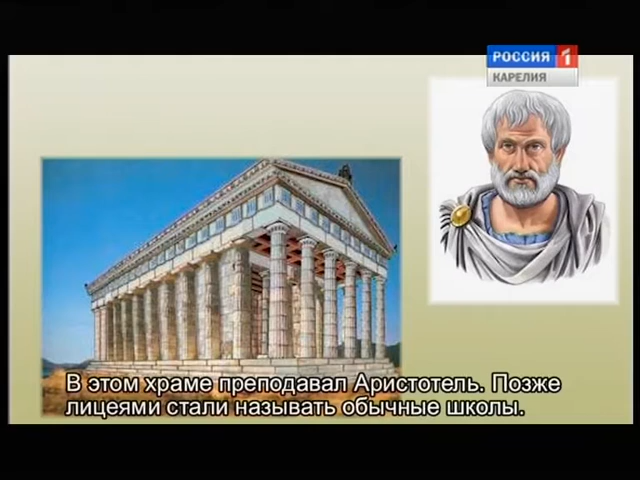 РОССИЯ 1
КАРЕЛИЯ
В этом храме преподавал Аристотель. Позже
лицеями стали называть обычные школы.